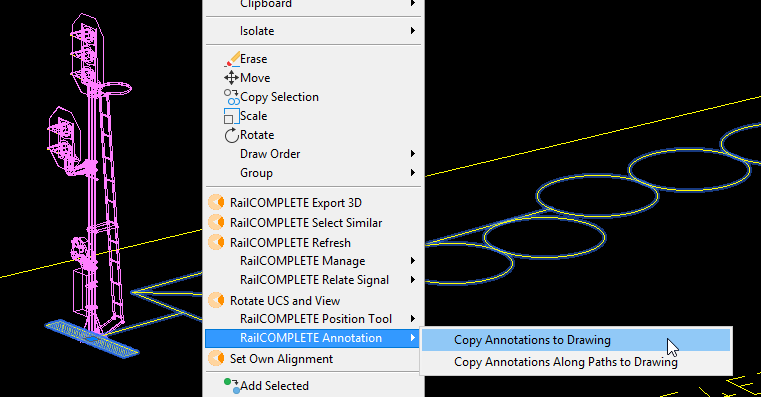 Clipboard
Isolate
Erase
Move
Copy Selection
Scale
Rotate
Draw Order
Group
RailCOMPLETE Export 3D
RailCOMPLETE Select Similar
RailCOMPLETE Refresh
RailCOMPLETE Manage
RailCOMPLETE Relate Signal
Rotate UCS and View
RailCOMPLETE Position Tool
RailCOMPLETE Annotation
Copy Annotations to Drawing
Copy Annotations Along Paths to Drawing
Set Own Alignment
Add Selected